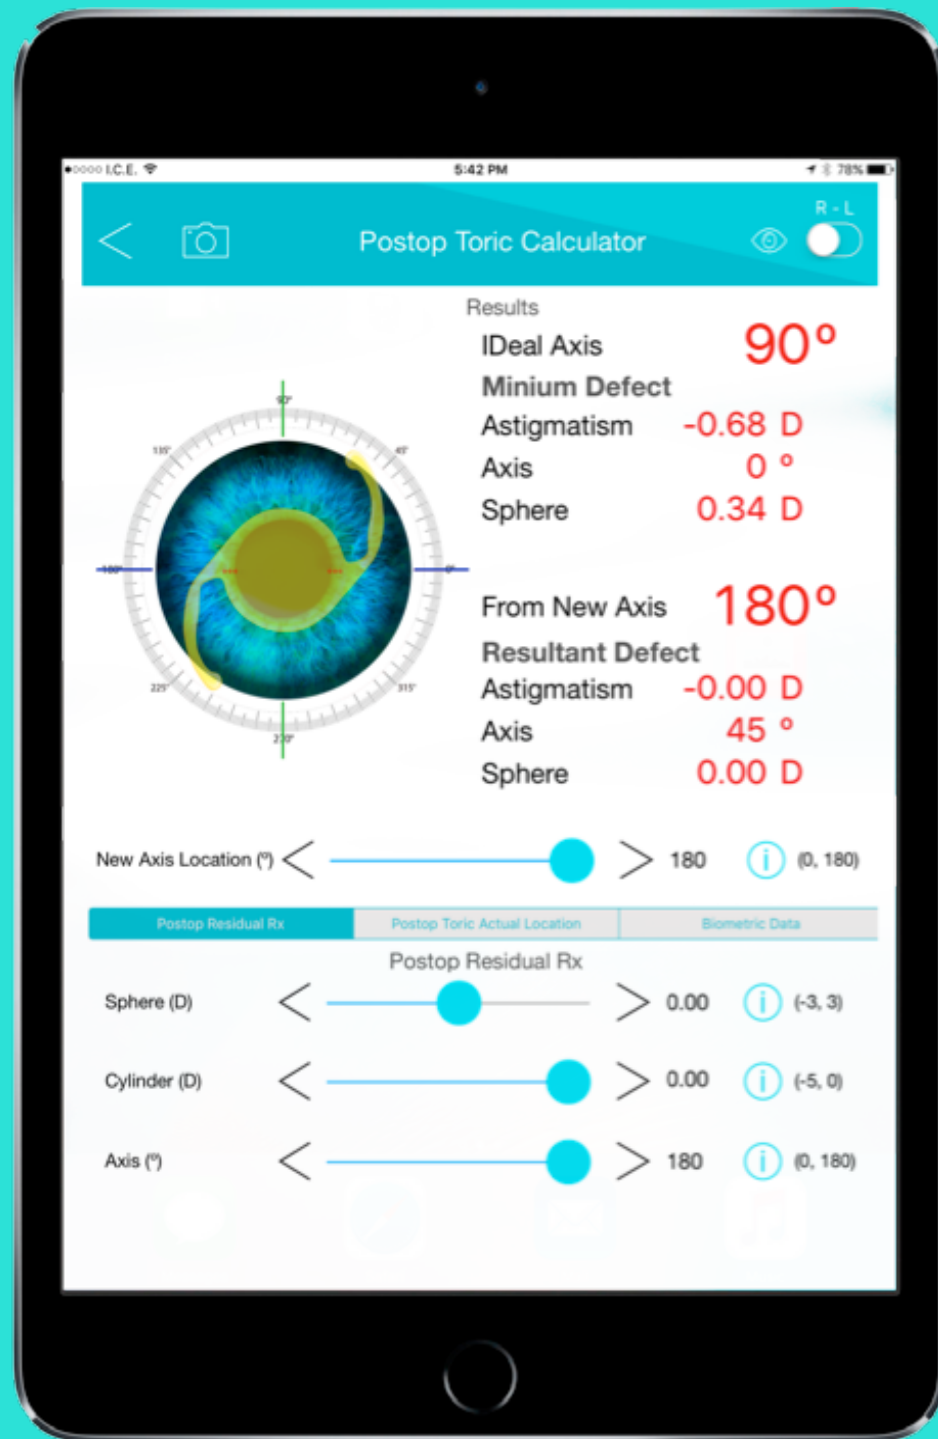 I.C.E. 5:42 PM 78%
R - L
Postop Toric Calculator
Results
IDeal Axis 90º
Minium Defect
Astigmatism -0.68 D
Axis 0 º
Sphere 0.34 D
From New Axis 180º
Resultant Defect
Astigmatism -0.00 D
Axis 45 º
Sphere 0.00 D
90°
135° 45°
180° 0°
225° 315°
270°
New Axis Location (º) 180 i (0, 180)
Postop Residual Rx Postop Toric Actual Location Biometric Data
Postop Residual Rx
Sphere (D) 0.00 i (-3, 3)
Cylinder (D) 0.00 i (-5, 0)
Axis (º) 180 i (0, 180)